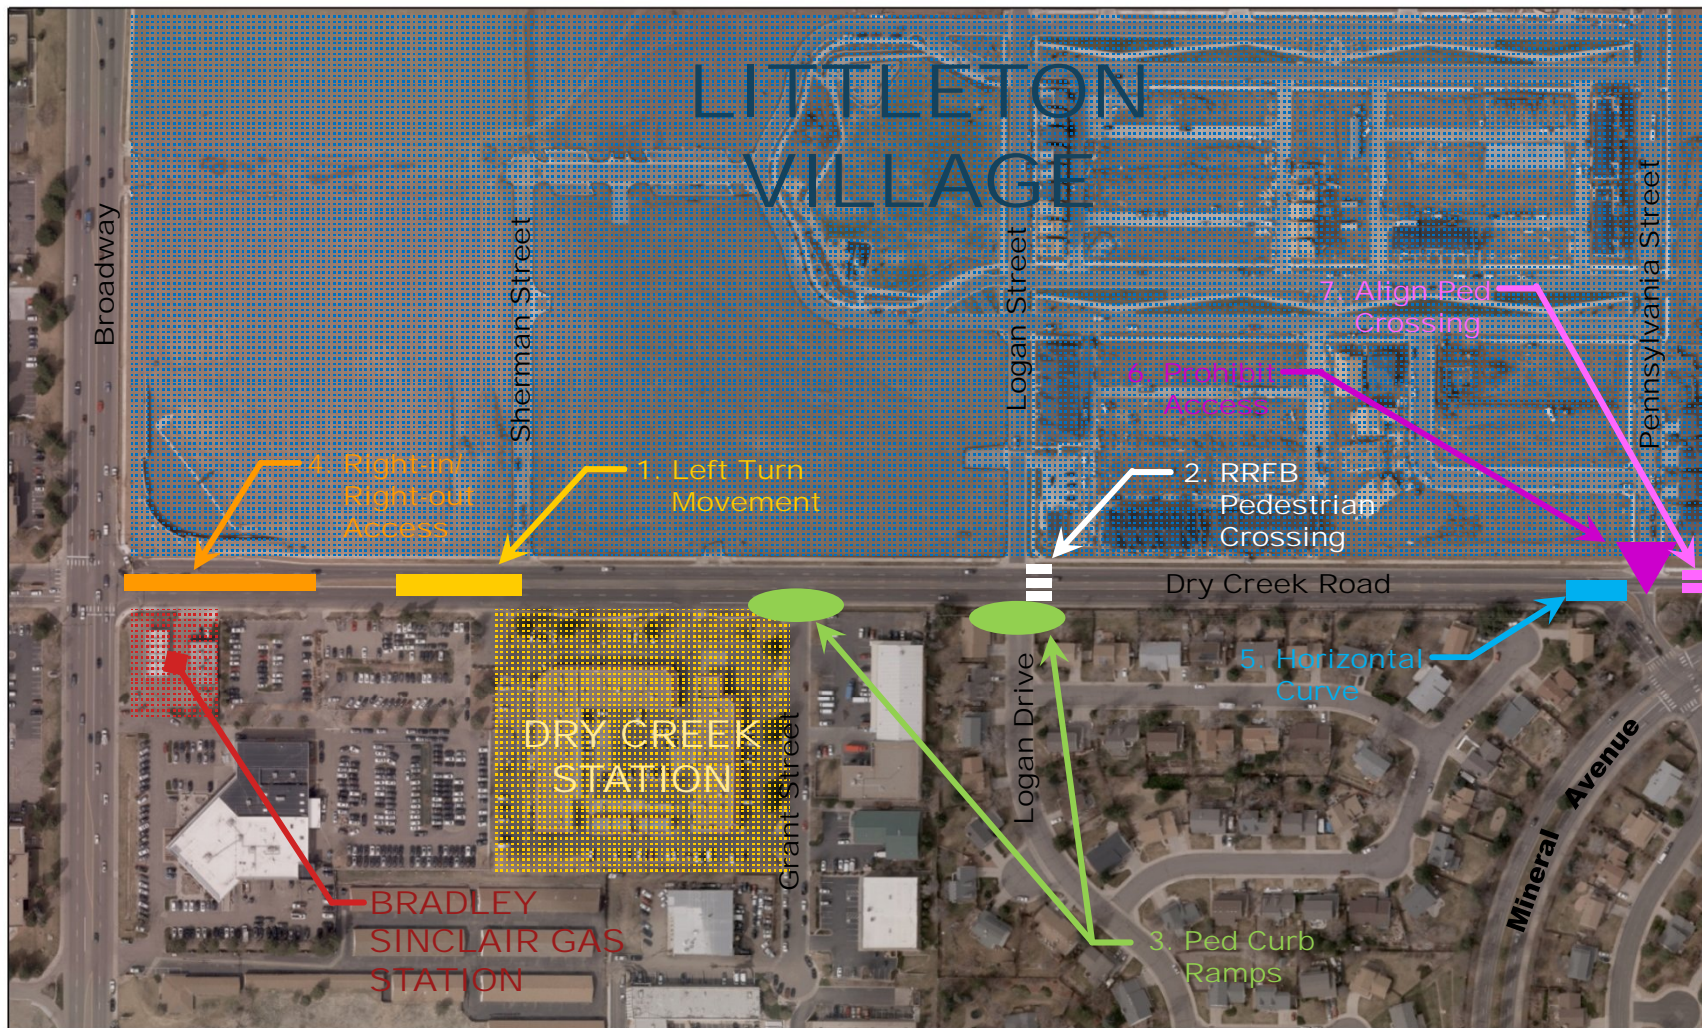 LITTLETON
VILLAGE
Broadway
Sherman Street
Logan Street
Pennsylvania Street
7. Align Ped
Crossing
6. Prohibit
Access
4. Right-in/
Right-out
Access
1. Left Turn
Movement
2. RRFB
Pedestrian
Crossing
Dry Creek Road
5. Horizontal
Curve
DRY CREEK
STATION
Grant Street
Logan Drive
Mineral Avenue
BRADLEY
SINCLAIR GAS
STATION
3. Ped Curb
Ramps